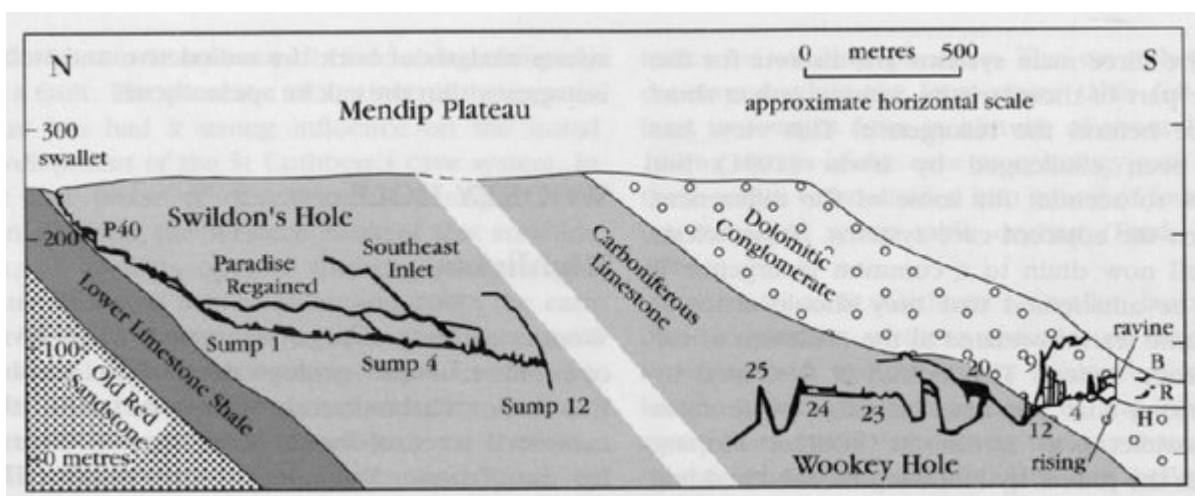 N
0 metres 500
S
approximate horizontal scale
Mendip Plateau
300
swallet
200
P40
Swildon's Hole
Paradise
Regained
Southeast
Inlet
Sump 1
Sump 4
Sump 12
Lower Limestone Shale
Old Red
Sandstone
100
0 metres
Carboniferous
Limestone
Dolomitic
Conglomerate
25
24
23
20
9
12
4
ravine
B
R
H
rising
Wookey Hole